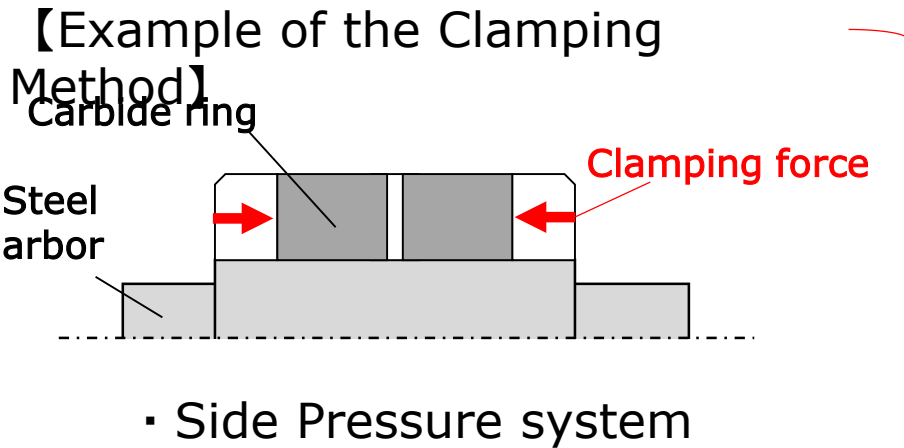 【Example of the Clamping
Method】
Carbide ring
Clamping force
Steel
arbor
・Side Pressure system